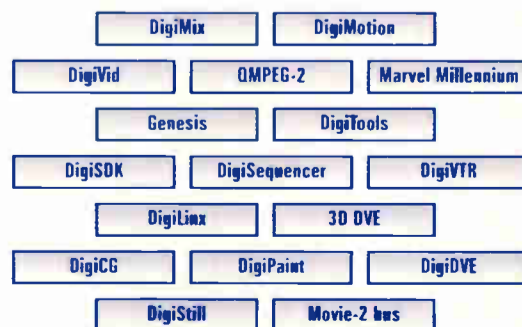 DigiMix DigiMotion
DigiVid QMPEG-2 Marvel Millennium
Genesis DigiTools
DigiSDK DigiSequencer DigiVTR
DigiLinx 3D DVE
DigiCG DigiPaint DigiDVE
DigiStill Movie-2 bus